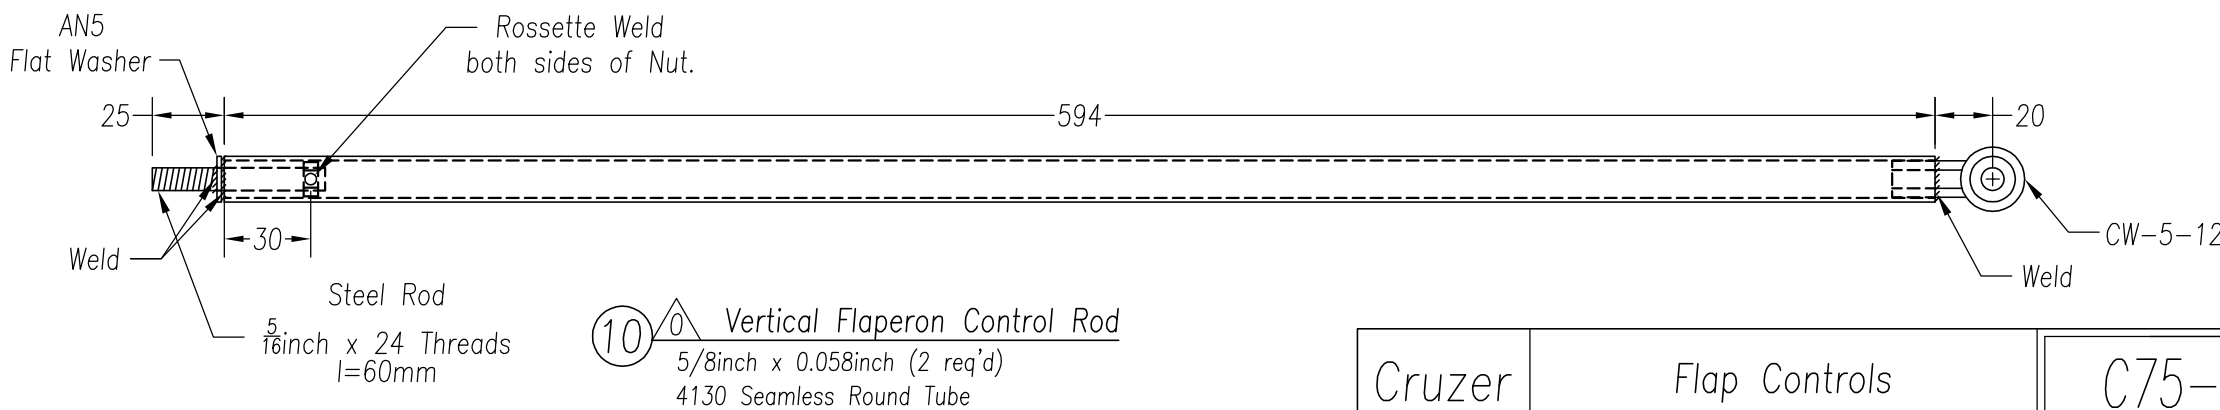 AN5
Flat Washer
Rossette Weld
both sides of Nut.
25
594
20
30
Weld
CW-5-12
Weld
Steel Rod
5/16inch x 24 Threads
l=60mm
10
0
Vertical Flaperon Control Rod
5/8inch x 0.058inch (2 req'd)
4130 Seamless Round Tube
Cruzer
Flap Controls
C75-